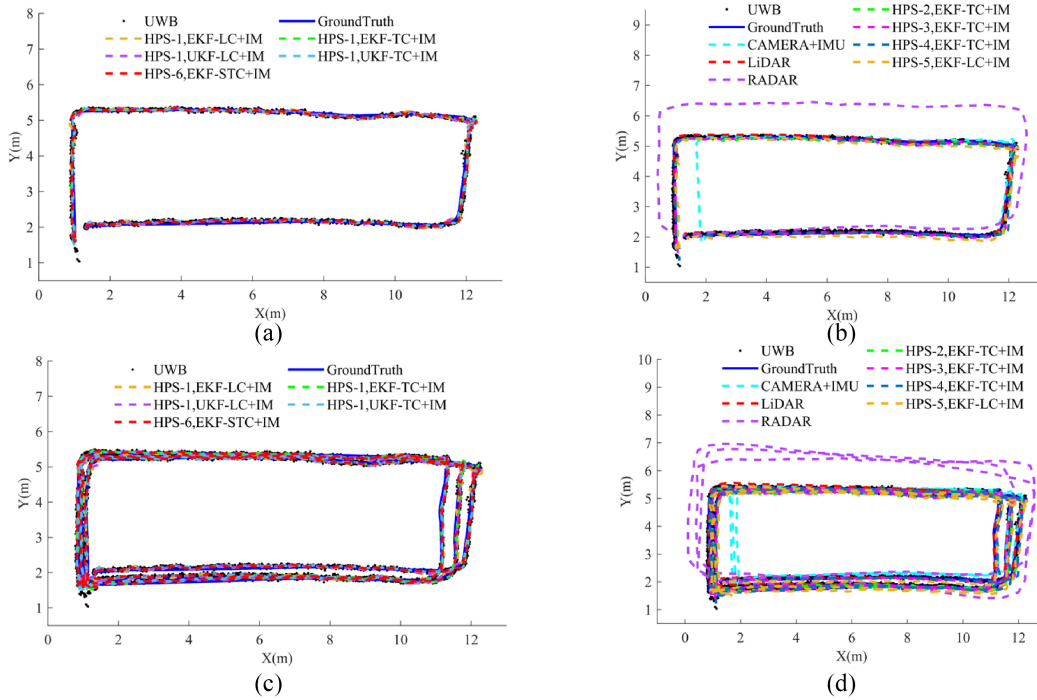 8
7
6
5
4
3
2
1
0
2
4
6
8
10
12
Y(m)
X(m)
UWB
GroundTruth
HPS-1,EKF-LC+IM
HPS-1,EKF-TC+IM
HPS-1,UKF-LC+IM
HPS-1,UKF-TC+IM
HPS-6,EKF-STC+IM
(a)
9
8
7
6
5
4
3
2
1
0
2
4
6
8
10
12
Y(m)
X(m)
UWB
HPS-2,EKF-TC+IM
GroundTruth
HPS-3,EKF-TC+IM
CAMERA+IMU
HPS-4,EKF-TC+IM
LiDAR
HPS-5,EKF-LC+IM
RADAR
(b)
8
7
6
5
4
3
2
1
0
2
4
6
8
10
12
Y(m)
X(m)
UWB
GroundTruth
HPS-1,EKF-LC+IM
HPS-1,EKF-TC+IM
HPS-1,UKF-LC+IM
HPS-1,UKF-TC+IM
HPS-6,EKF-STC+IM
(c)
10
9
8
7
6
5
4
3
2
1
0
2
4
6
8
10
12
Y(m)
X(m)
UWB
HPS-2,EKF-TC+IM
GroundTruth
HPS-3,EKF-TC+IM
CAMERA+IMU
HPS-4,EKF-TC+IM
LiDAR
HPS-5,EKF-LC+IM
RADAR
(d)